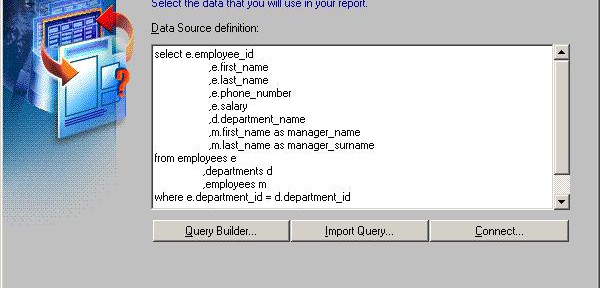 Select the data that you will use in your report.
Data Source definition:
select e.employee_id
,e.first_name
,e.last_name
,e.phone_number
,e.salary
,d.department_name
,m.first_name as manager_name
,m.last_name as manager_surname
from employees e
,departments d
,employees m
where e.department_id = d.department_id
Query Builder... Import Query... Connect...